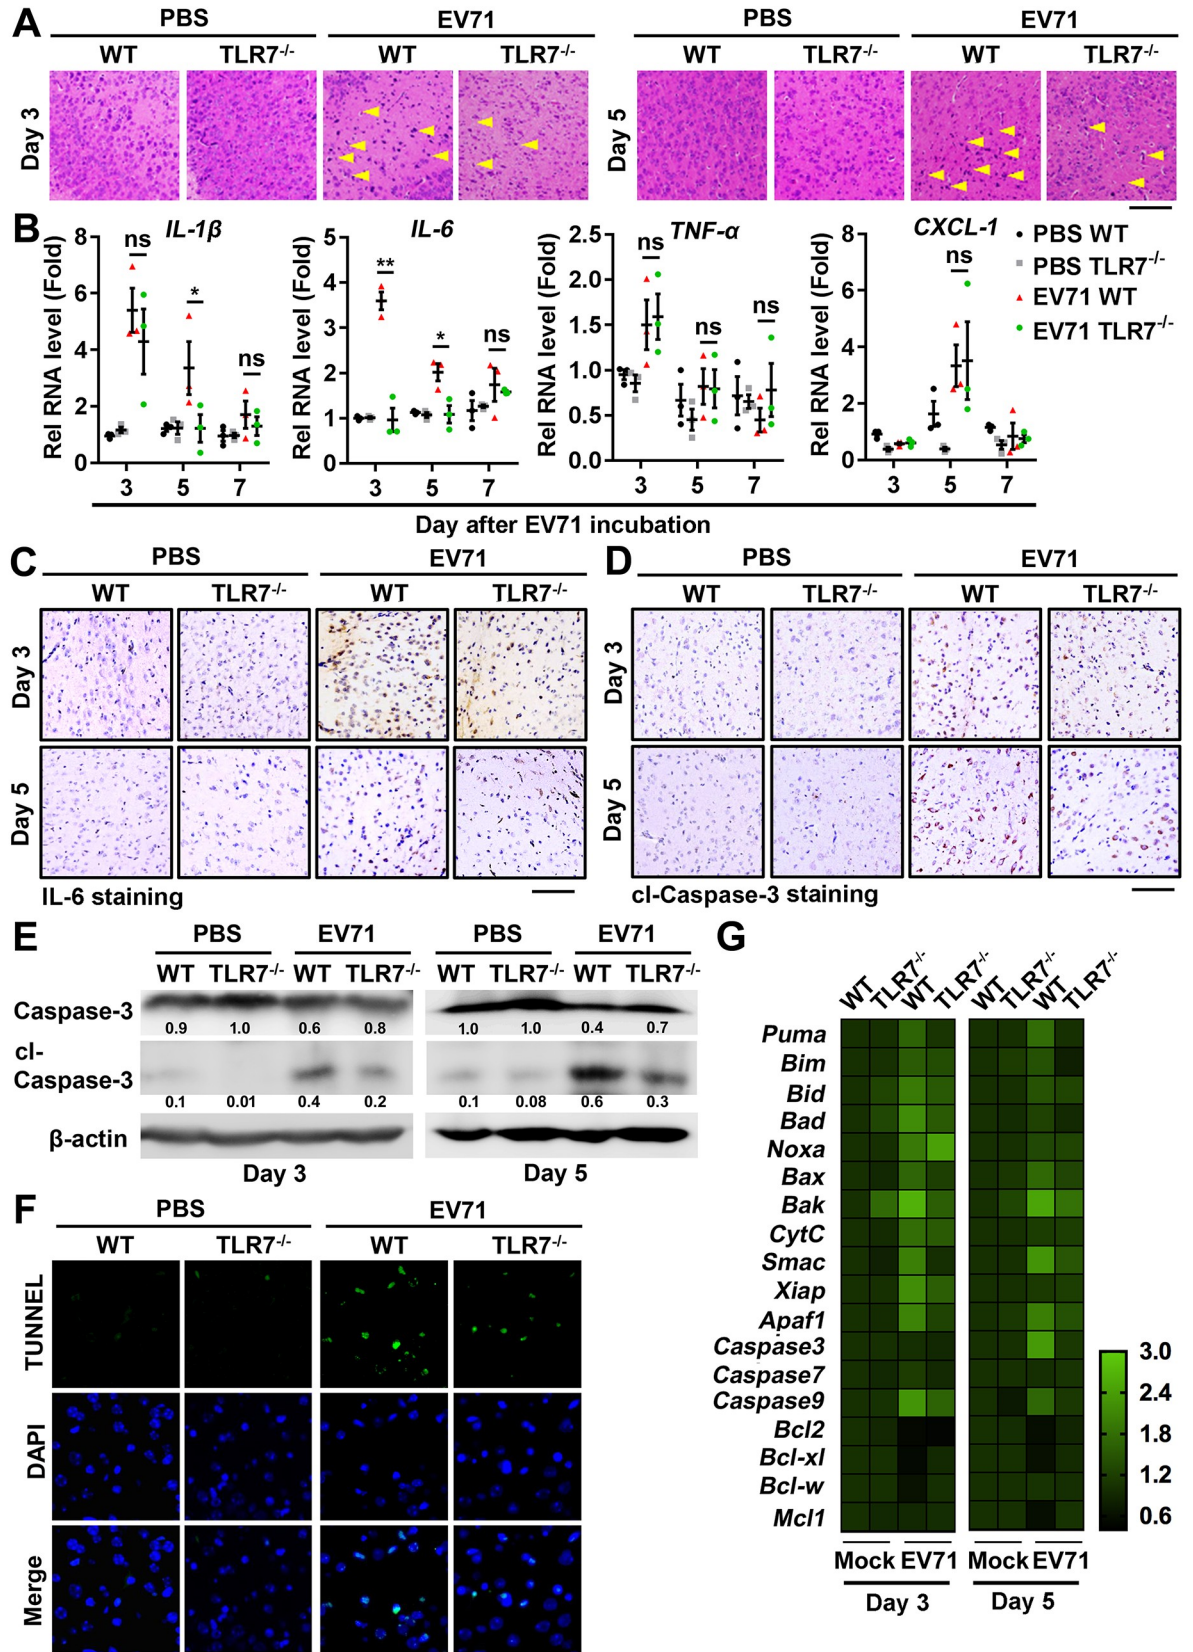 A
PBS EV71 PBS EV71
WT TLR7-/- WT TLR7-/- WT TLR7-/- WT TLR7-/-
Day 3 Day 5
B
IL-1β IL-6 TNF-α CXCL-1
Rel RNA level (Fold) Rel RNA level (Fold) Rel RNA level (Fold) Rel RNA level (Fold)
8 6 4 2 0
ns * ns
5 4 3 2 1 0
** * ns
2.5 2.0 1.5 1.0 0.5 0.0
ns ns ns
8 6 4 2 0
ns
PBS WT
PBS TLR7-/-
EV71 WT
EV71 TLR7-/-
3 5 7 3 5 7 3 5 7 3 5 7
Day after EV71 incubation
C
PBS EV71
WT TLR7-/- WT TLR7-/-
Day 3
Day 5
IL-6 staining
D
PBS EV71
WT TLR7-/- WT TLR7-/-
Day 3
Day 5
cl-Caspase-3 staining
E
PBS EV71 PBS EV71
WT TLR7-/- WT TLR7-/- WT TLR7-/- WT TLR7-/-
Caspase-3
0.9 1.0 0.6 0.8 1.0 1.0 0.4 0.7
cl-
Caspase-3
0.1 0.01 0.4 0.2 0.1 0.08 0.6 0.3
β-actin
Day 3 Day 5
F
PBS EV71
WT TLR7-/- WT TLR7-/-
TUNNEL
DAPI
Merge
G
WT TLR7-/- WT TLR7-/- WT TLR7-/- WT TLR7-/-
Puma
Bim
Bid
Bad
Noxa
Bax
Bak
CytC
Smac
Xiap
Apaf1
Caspase3
Caspase7
Caspase9
Bcl2
Bcl-xl
Bcl-w
Mcl1
3.0
2.4
1.8
1.2
0.6
Mock EV71 Mock EV71
Day 3 Day 5